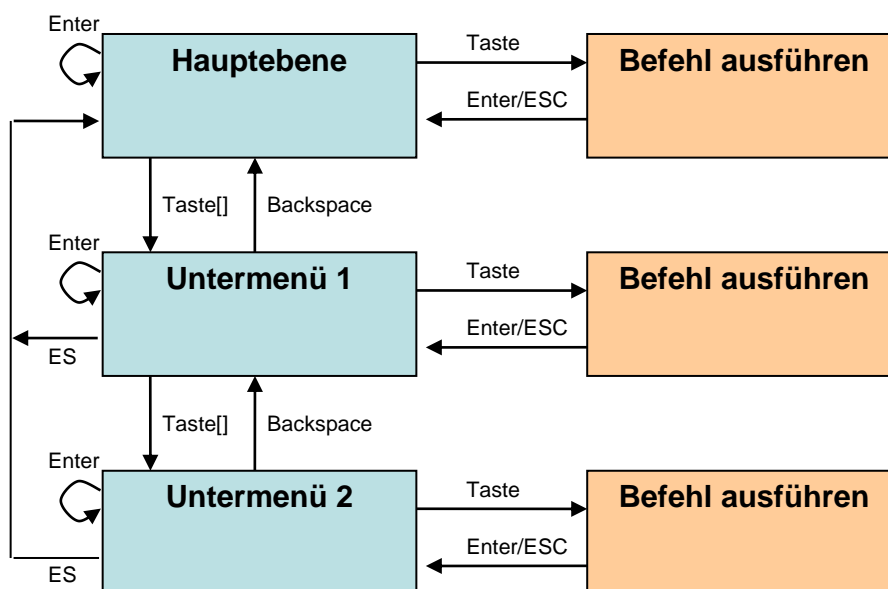 Enter
Hauptebene
Taste
Befehl ausführen
Enter/ESC
Taste[]
Backspace
Enter
Untermenü 1
Taste
Befehl ausführen
Enter/ESC
ES
Taste[]
Backspace
Enter
Untermenü 2
Taste
Befehl ausführen
Enter/ESC
ES